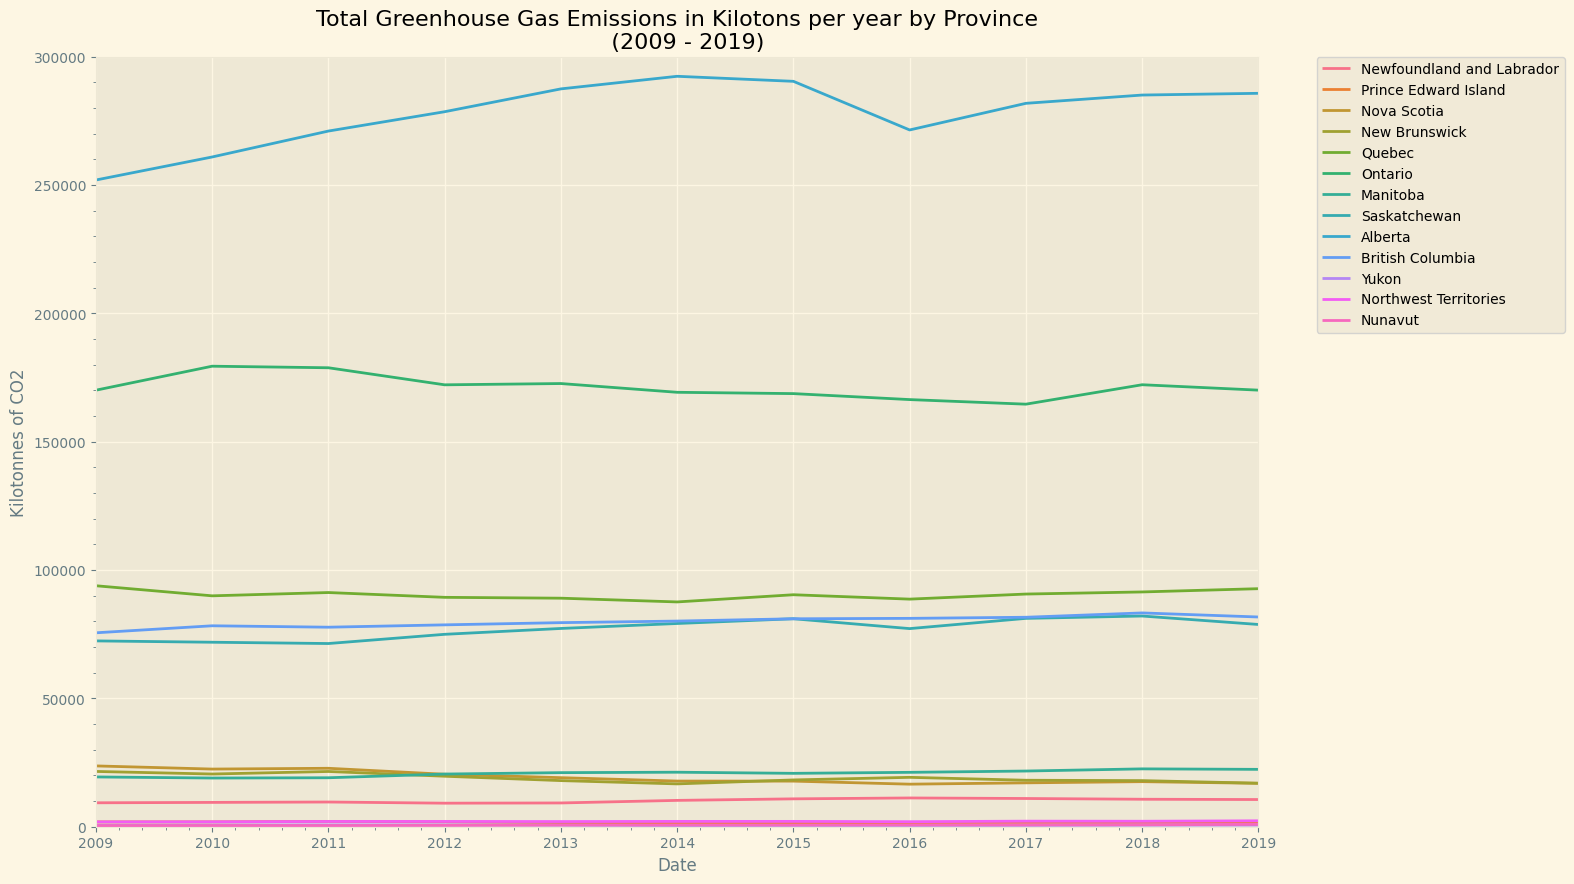 Total Greenhouse Gas Emissions in Kilotons per year by Province
(2009 - 2019)
300000
250000
200000
150000
100000
50000
0
Kilotonnes of CO2
2009 2010 2011 2012 2013 2014 2015 2016 2017 2018 2019
Date
Newfoundland and Labrador
Prince Edward Island
Nova Scotia
New Brunswick
Quebec
Ontario
Manitoba
Saskatchewan
Alberta
British Columbia
Yukon
Northwest Territories
Nunavut